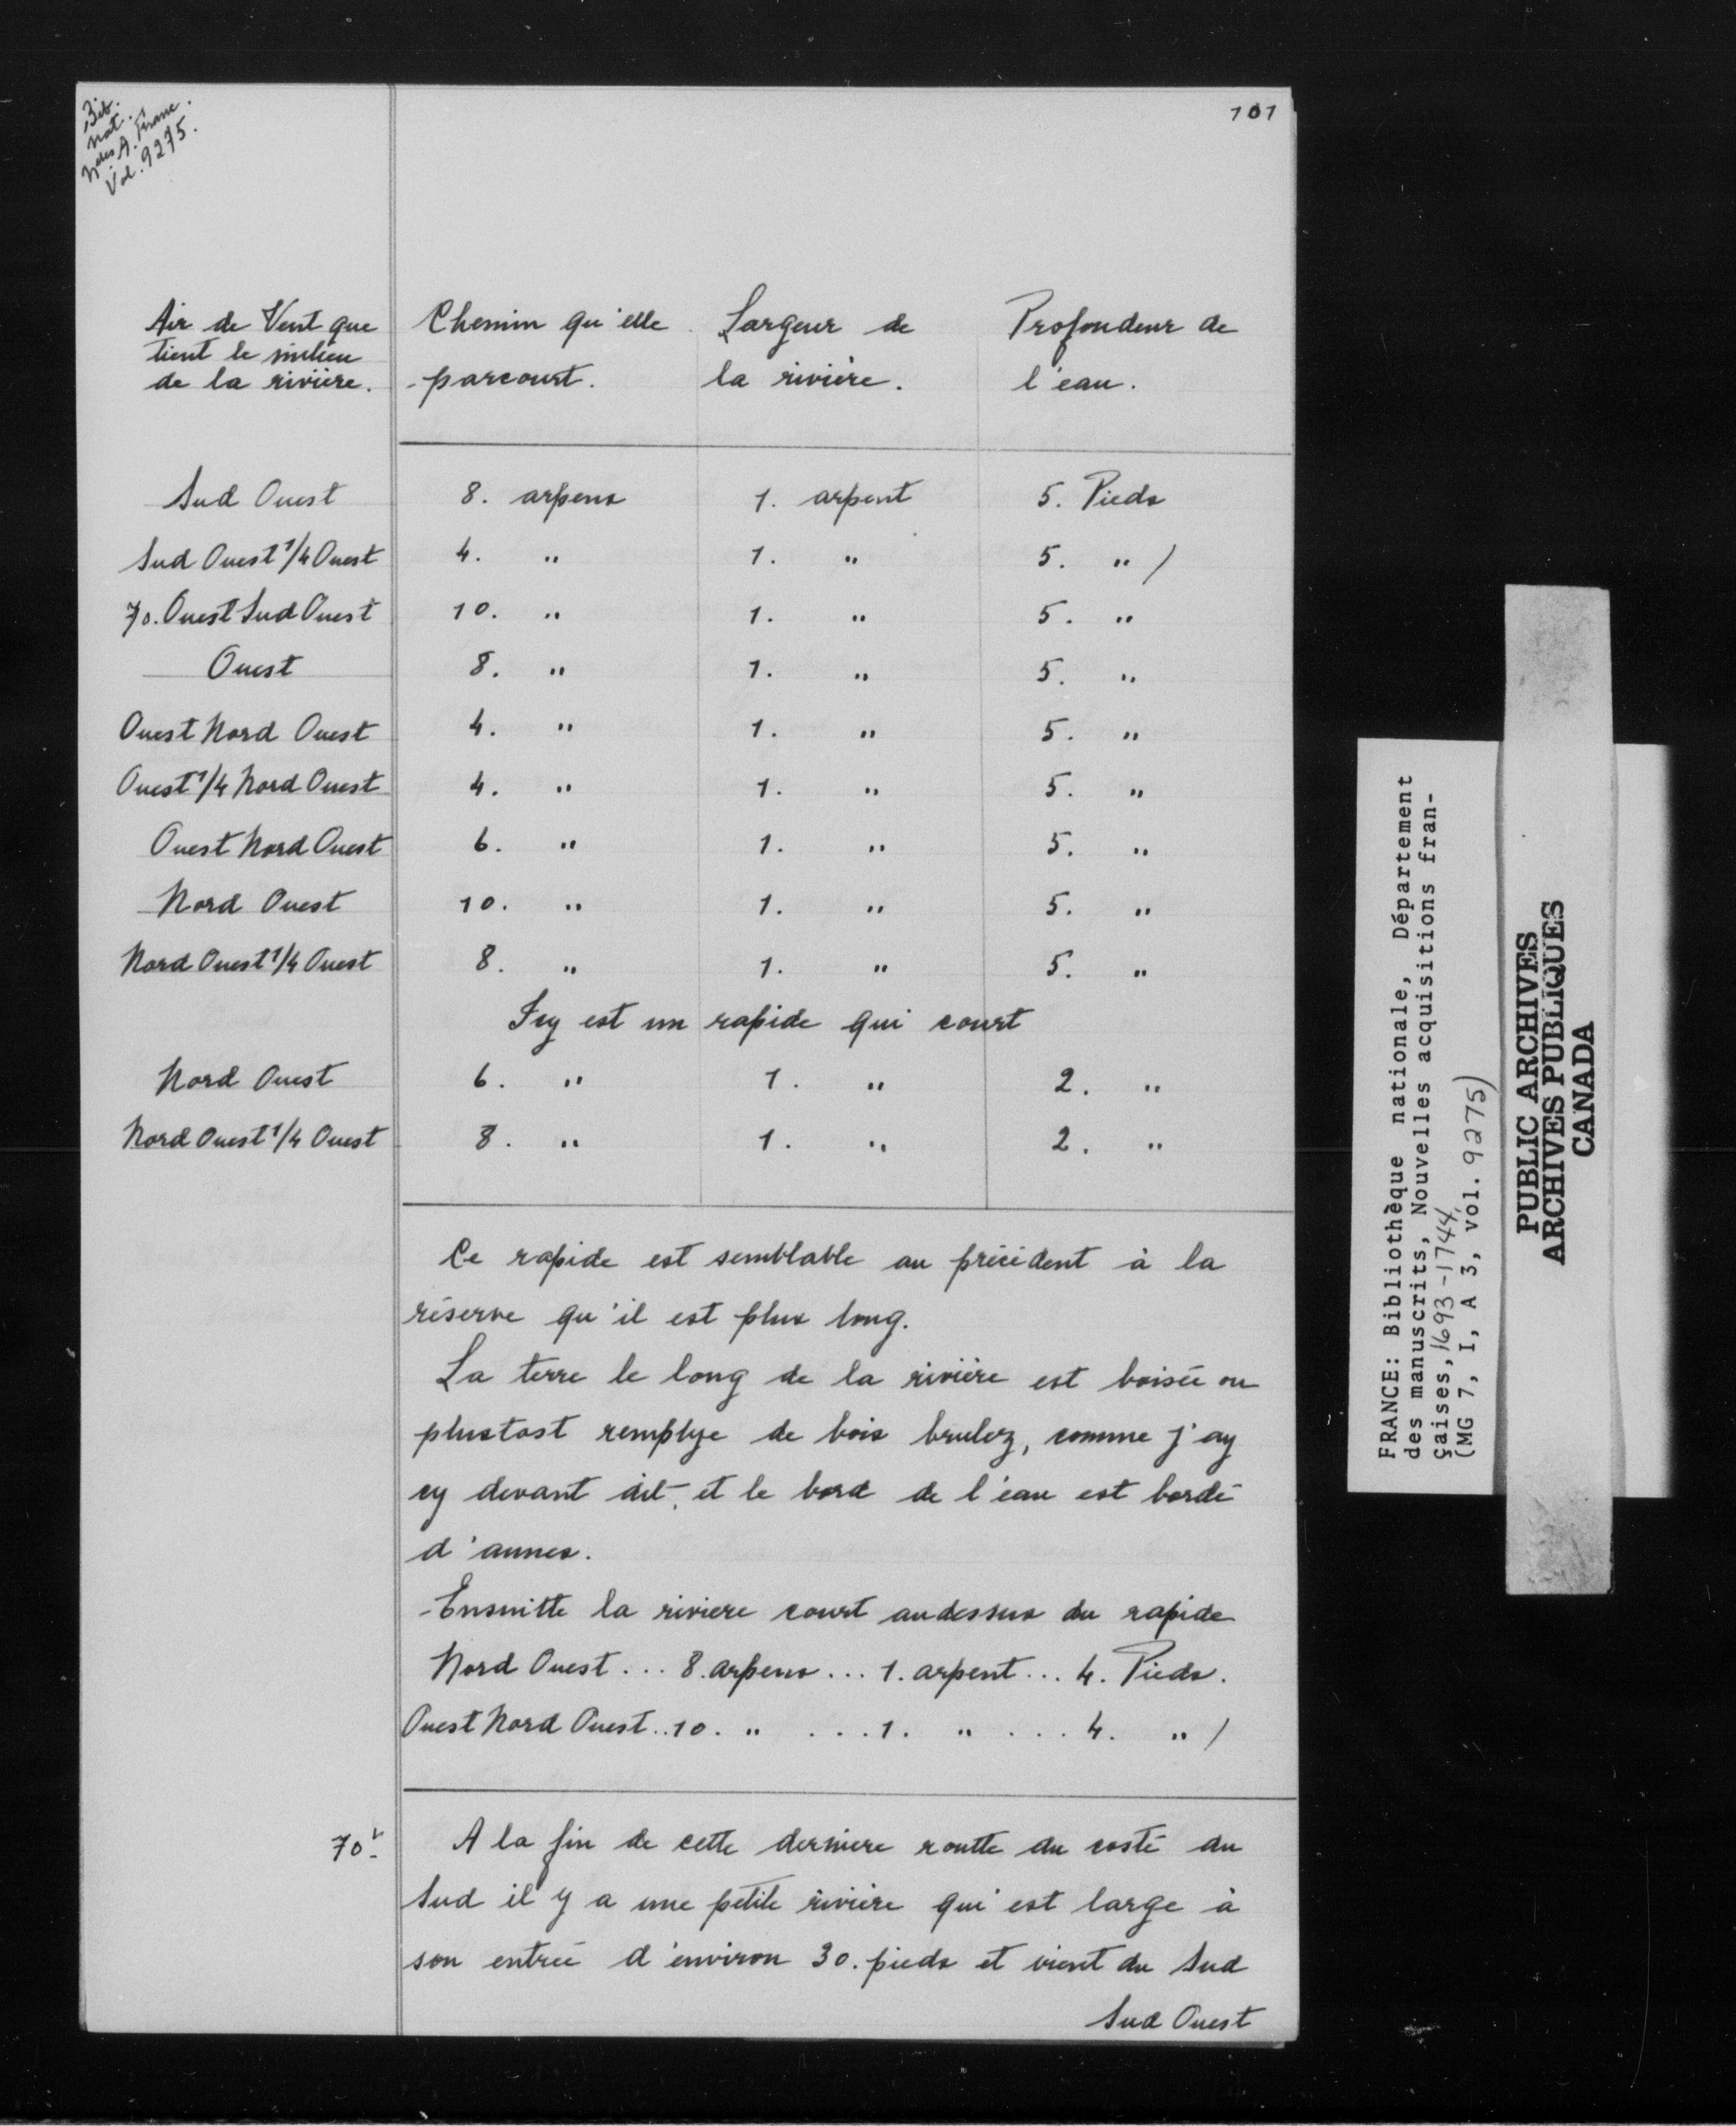 Bib.
nat.
Nelles A. Franc.
Vol. 9275.
101
Air de Vent que
tient le milieu
de la rivière.
Chemin qu'elle
parcourt.
Largeur de
la rivière.
Profondeur de
l'eau.
Sud Ouest 8. arpens 1. arpent 5. Pieds
Sud Ouest 1/4 Ouest 4. " 1. " 5. " /
70. Ouest Sud Ouest 10. " 1. " 5. "
Ouest 8. " 1. " 5. "
Ouest Nord Ouest 4. " 1. " 5. "
Ouest 1/4 Nord Ouest 4. " 1. " 5. "
Ouest Nord Ouest 6. " 1. " 5. "
Nord Ouest 10. " 1. " 5. "
Nord Ouest 1/4 Ouest 8. " 1. " 5. "
Icy est un rapide qui court
Nord Ouest 6. " 1. " 2. "
Nord Ouest 1/4 Ouest 8. " 1. " 2. "
Ce rapide est semblable au précédent à la
réserve qu'il est plus long.
La terre le long de la rivière est boisée ou
plustost remplye de bois brulez, comme j'ay
cy devant dit, et le bord de l'eau est bordé
d'aunes.
Ensuitte la riviere court audessus du rapide
Nord Ouest... 8. arpens... 1. arpent... 4. Pieds.
Ouest Nord Ouest..10. " ...1. " ...4. " /
70v A la fin de cette derniere routte du costé du
Sud il y a une petite rivière qui est large à
son entrée d'environ 30. pieds et vient du Sud
Sud Ouest
FRANCE: Bibliothèque nationale, Département
des manuscrits, Nouvelles acquisitions fran-
çaises, 1693-1744,
(MG 7, I, A 3, vol. 9275)
PUBLIC ARCHIVES
ARCHIVES PUBLIQUES
CANADA